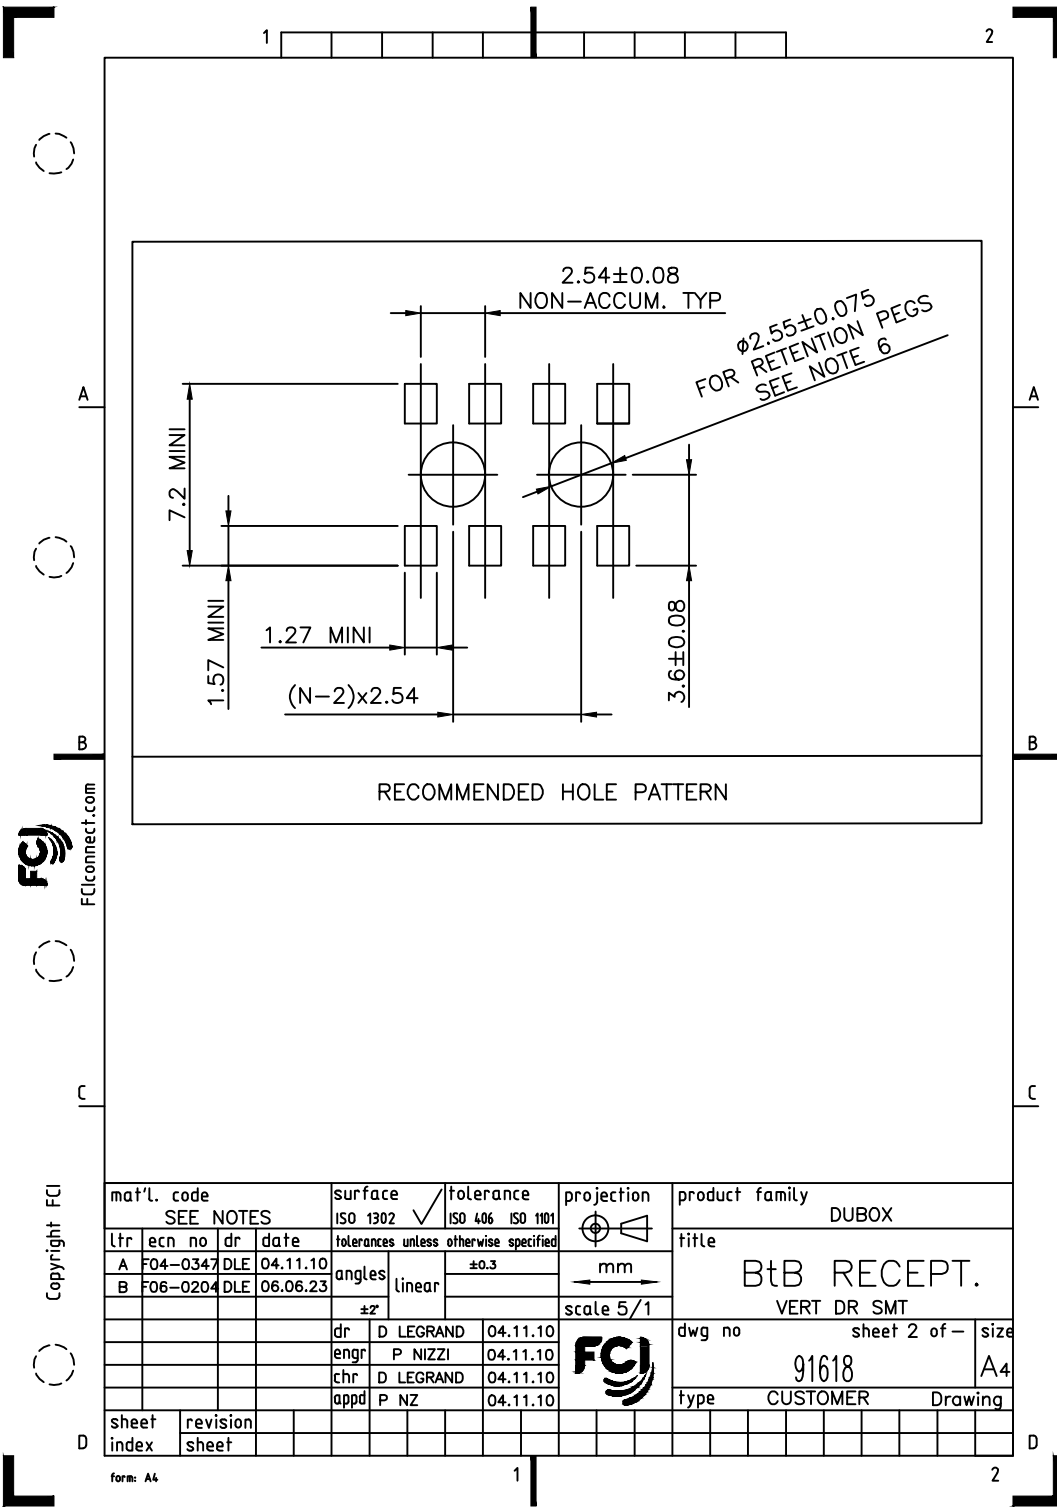 1
2
2.54±0.08
NON-ACCUM. TYP
ø2.55±0.075
FOR RETENTION PEGS
SEE NOTE 6
A
A
7.2 MINI
1.57 MINI
1.27 MINI
3.6±0.08
(N-2)x2.54
B
B
RECOMMENDED HOLE PATTERN
FCI
FCIconnect.com
C
C
Copyright FCI
mat'l. code
SEE NOTES
surface
ISO 1302
tolerance
ISO 406 ISO 1101
projection
product family
DUBOX
ltr ecn no dr date
tolerances unless otherwise specified
title
A F04-0347 DLE 04.11.10
B F06-0204 DLE 06.06.23
angles
±2°
linear
±0.3
mm
scale 5/1
BtB RECEPT.
VERT DR SMT
dr D LEGRAND 04.11.10
engr P NIZZI 04.11.10
chr D LEGRAND 04.11.10
appd P NZ 04.11.10
FCI
dwg no
sheet 2 of -
size
91618
A4
type CUSTOMER Drawing
sheet
index
revision
sheet
D
D
form: A4
1
2